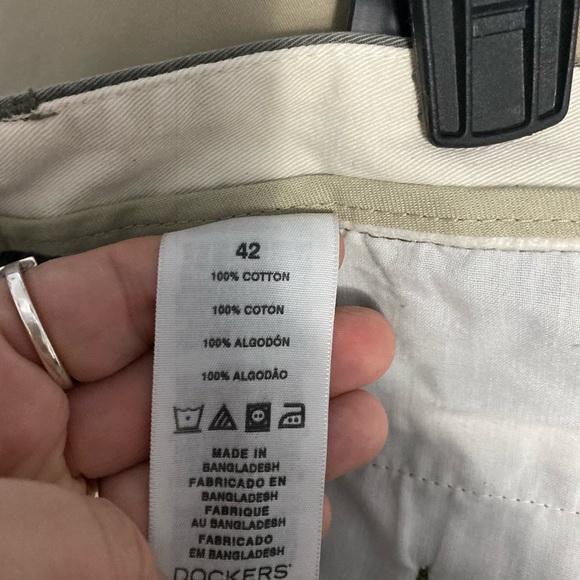 42
100% COTTON
100% COTON
100% ALGODÓN
100% ALGODÃO
MADE IN
BANGLADESH
FABRICADO EN
BANGLADESH
FABRIQUE
AU BANGLADESH
FABRICADO
EM BANGLADESH
DOCKERS®